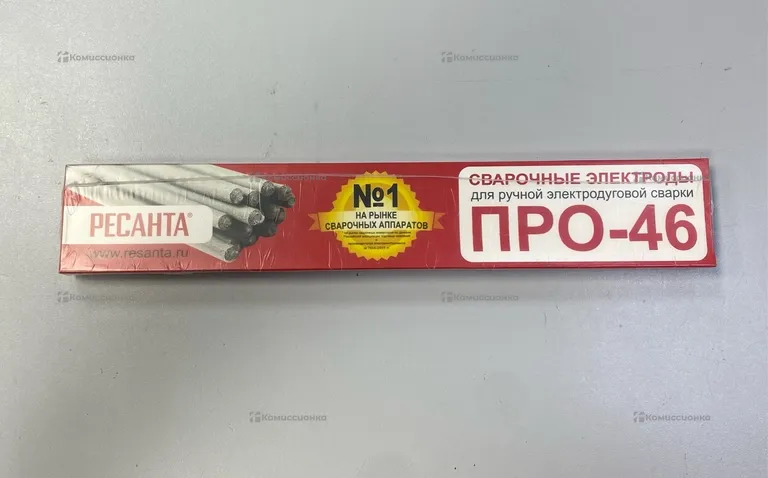 Комиссионка
Комиссионка
РЕСАНТА®
www.resanta.ru
№1
НА РЫНКЕ
СВАРОЧНЫХ АППАРАТОВ
СВАРОЧНЫЕ ЭЛЕКТРОДЫ
для ручной электродуговой сварки
ПРО-46
Комиссионка
Комиссионка
Комиссионка